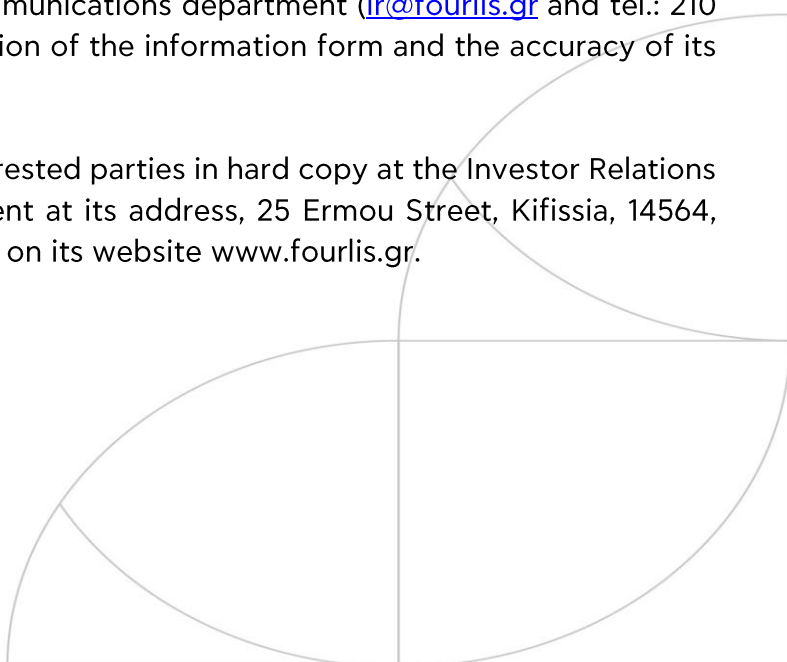 munications department (ir@fourlis.gr and tel.: 210
ion of the information form and the accuracy of its
rested parties in hard copy at the Investor Relations
ent at its address, 25 Ermou Street, Kifissia, 14564,
on its website www.fourlis.gr.